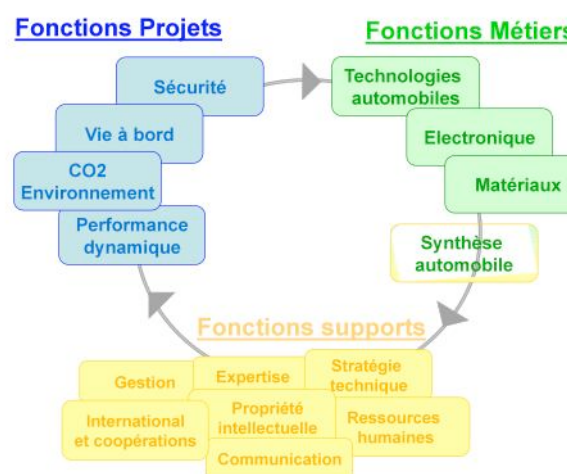 Fonctions Projets
Sécurité
Vie à bord
CO2
Environnement
Performance
dynamique
Fonctions Métiers
Technologies
automobiles
Electronique
Matériaux
Synthèse
automobile
Fonctions supports
Gestion
Expertise
Stratégie
technique
International
et coopérations
Propriété
intellectuelle
Ressources
humaines
Communication